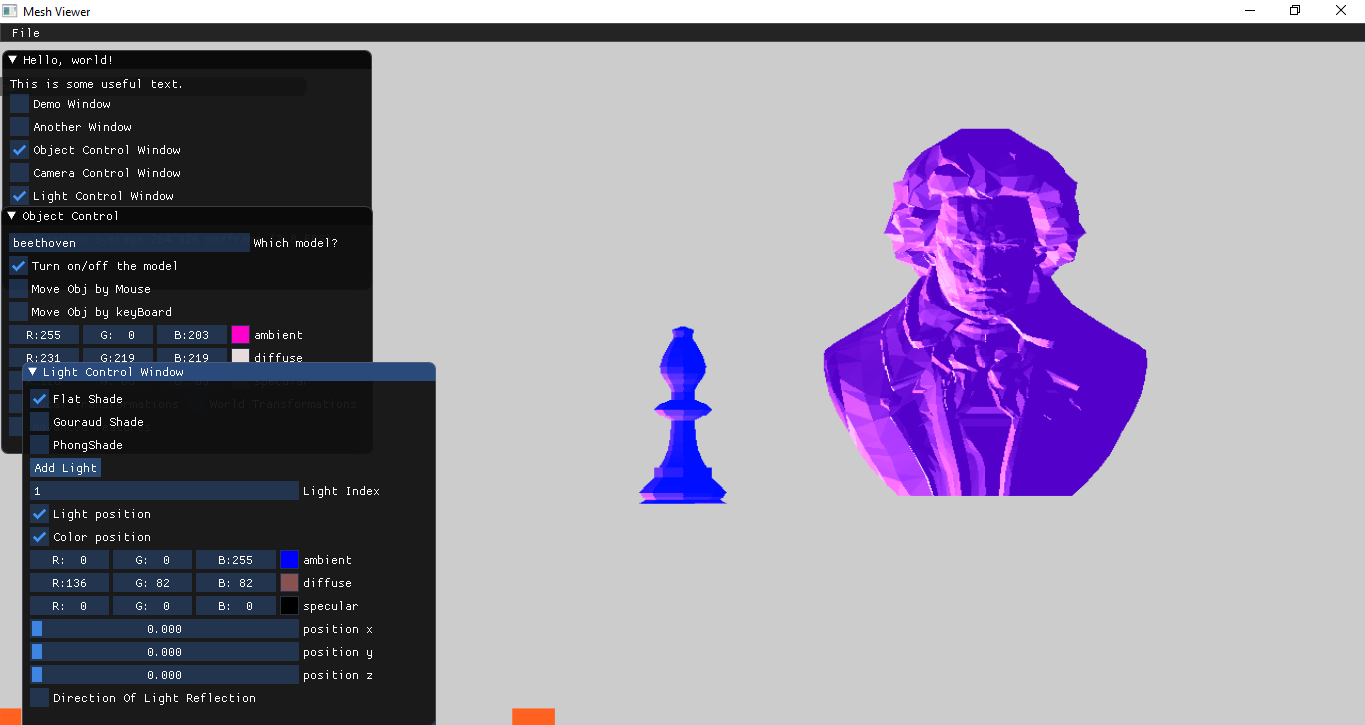 Mesh Viewer
File
Hello, world!
This is some useful text.
Demo Window
Another Window
Object Control Window
Camera Control Window
Light Control Window
Object Control
beethoven Which model?
Turn on/off the model
Move Obj by Mouse
Move Obj by keyBoard
R:255 G: 0 B:203 ambient
R:231 G:219 B:219 diffuse
Light Control Window
Flat Shade
World Transformations
Gouraud Shade
PhongShade
Add Light
1 Light Index
Light position
Color position
R: 0 G: 0 B:255 ambient
R:136 G: 82 B: 82 diffuse
R: 0 G: 0 B: 0 specular
0.000 position x
0.000 position y
0.000 position z
Direction Of Light Reflection